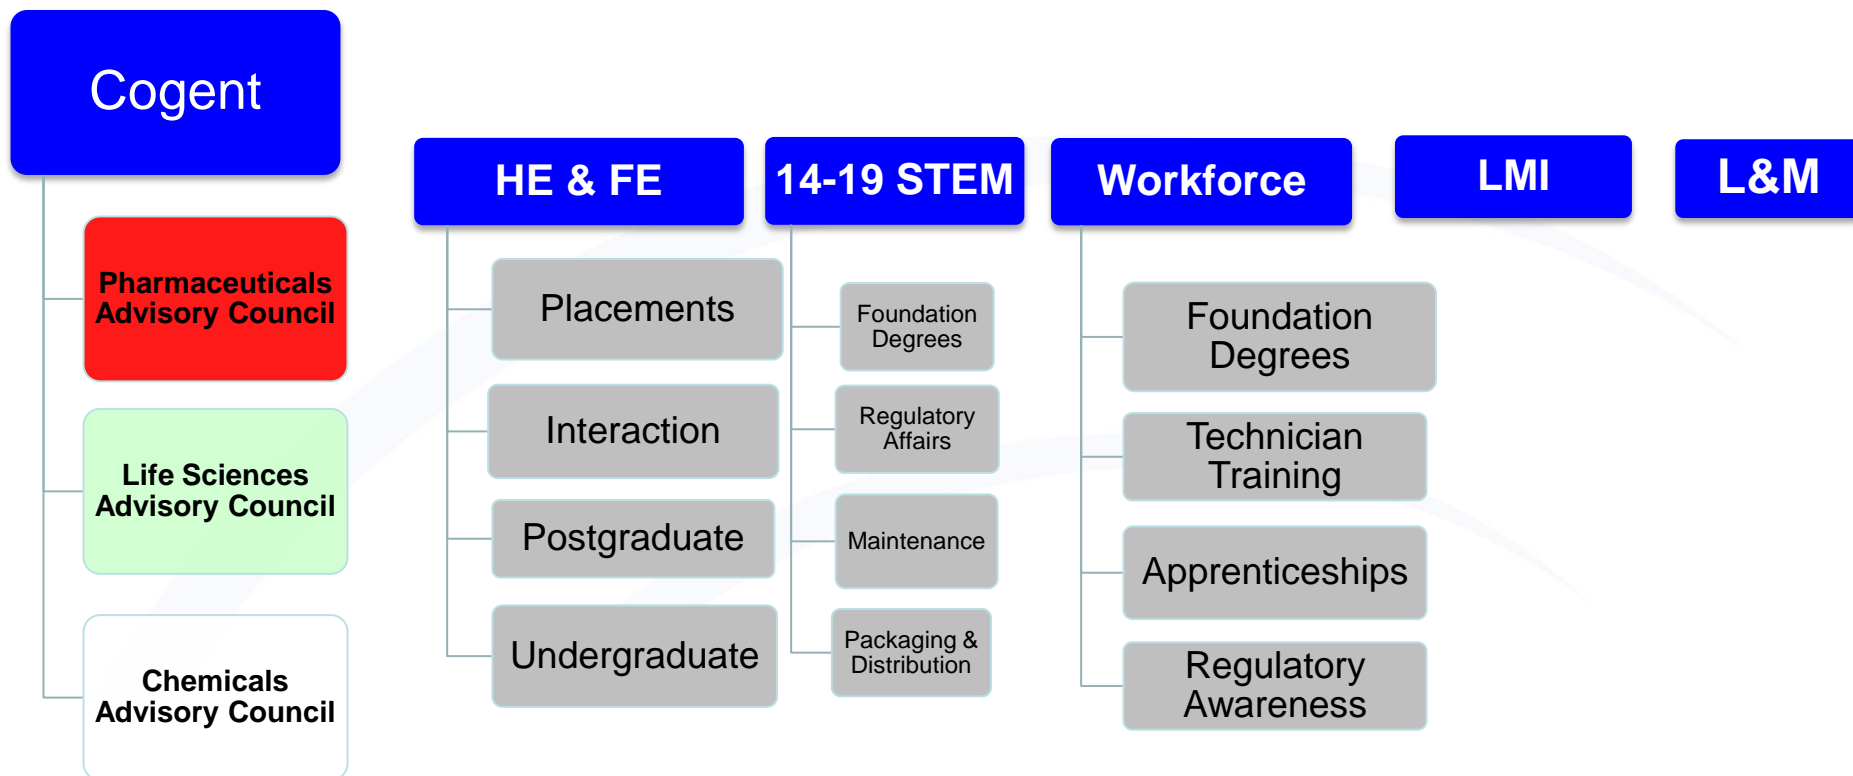 Cogent
Pharmaceuticals
Advisory Council
Life Sciences
Advisory Council
Chemicals
Advisory Council
HE & FE
Placements
Interaction
Postgraduate
Undergraduate
14-19 STEM
Foundation
Degrees
Regulatory
Affairs
Maintenance
Packaging &
Distribution
Workforce
Foundation
Degrees
Technician
Training
Apprenticeships
Regulatory
Awareness
LMI
L&M